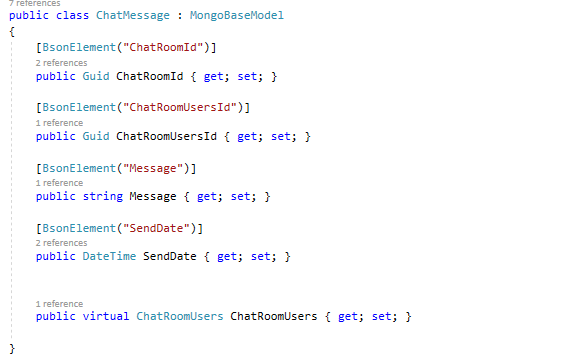 7 references
public class ChatMessage : MongoBaseModel
{
[BsonElement("ChatRoomId")]
2 references
public Guid ChatRoomId { get; set; }
[BsonElement("ChatRoomUsersId")]
1 reference
public Guid ChatRoomUsersId { get; set; }
[BsonElement("Message")]
1 reference
public string Message { get; set; }
[BsonElement("SendDate")]
2 references
public DateTime SendDate { get; set; }
1 reference
public virtual ChatRoomUsers ChatRoomUsers { get; set; }
}